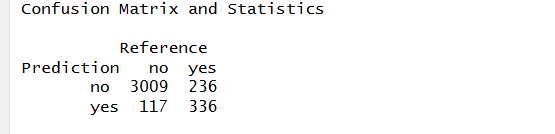 Confusion Matrix and Statistics
Reference
Prediction no yes
no 3009 236
yes 117 336